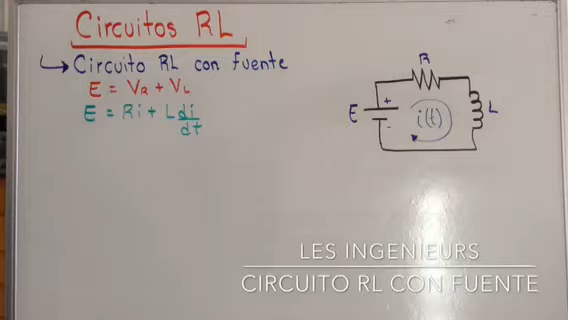 Circuitos RL
Circuito RL con fuente
E = VR + VL
E = Ri + L di/dt
R
E
+
-
i(t)
L
LES INGENIEURS
CIRCUITO RL CON FUENTE